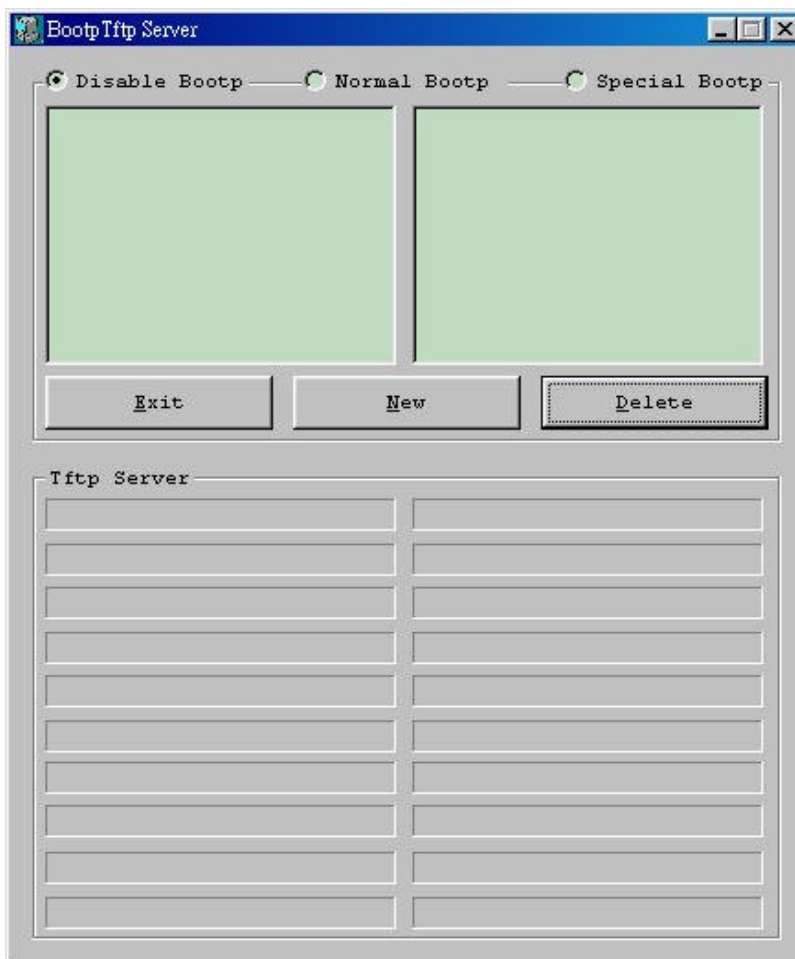 BootpTftp Server
Disable Bootp Normal Bootp Special Bootp
Exit New Delete
Tftp Server